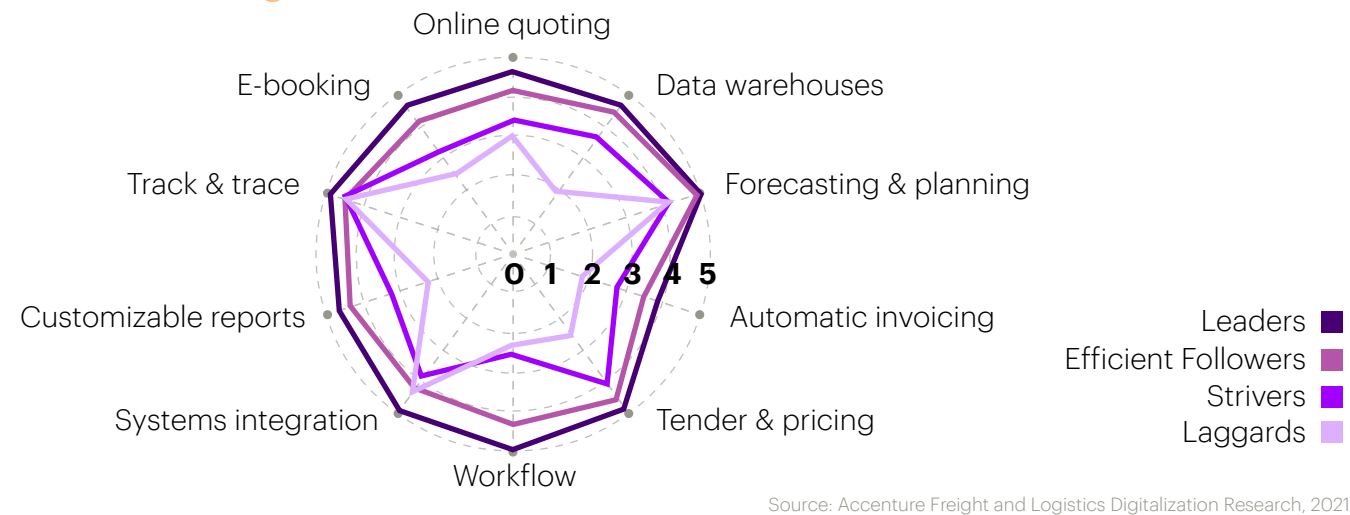 Online quoting
E-booking
Data warehouses
Track & trace
Forecasting & planning
0 1 2 3 4 5
Customizable reports
Automatic invoicing
Leaders
Efficient Followers
Strivers
Laggards
Systems integration
Tender & pricing
Workflow
Source: Accenture Freight and Logistics Digitalization Research, 2021